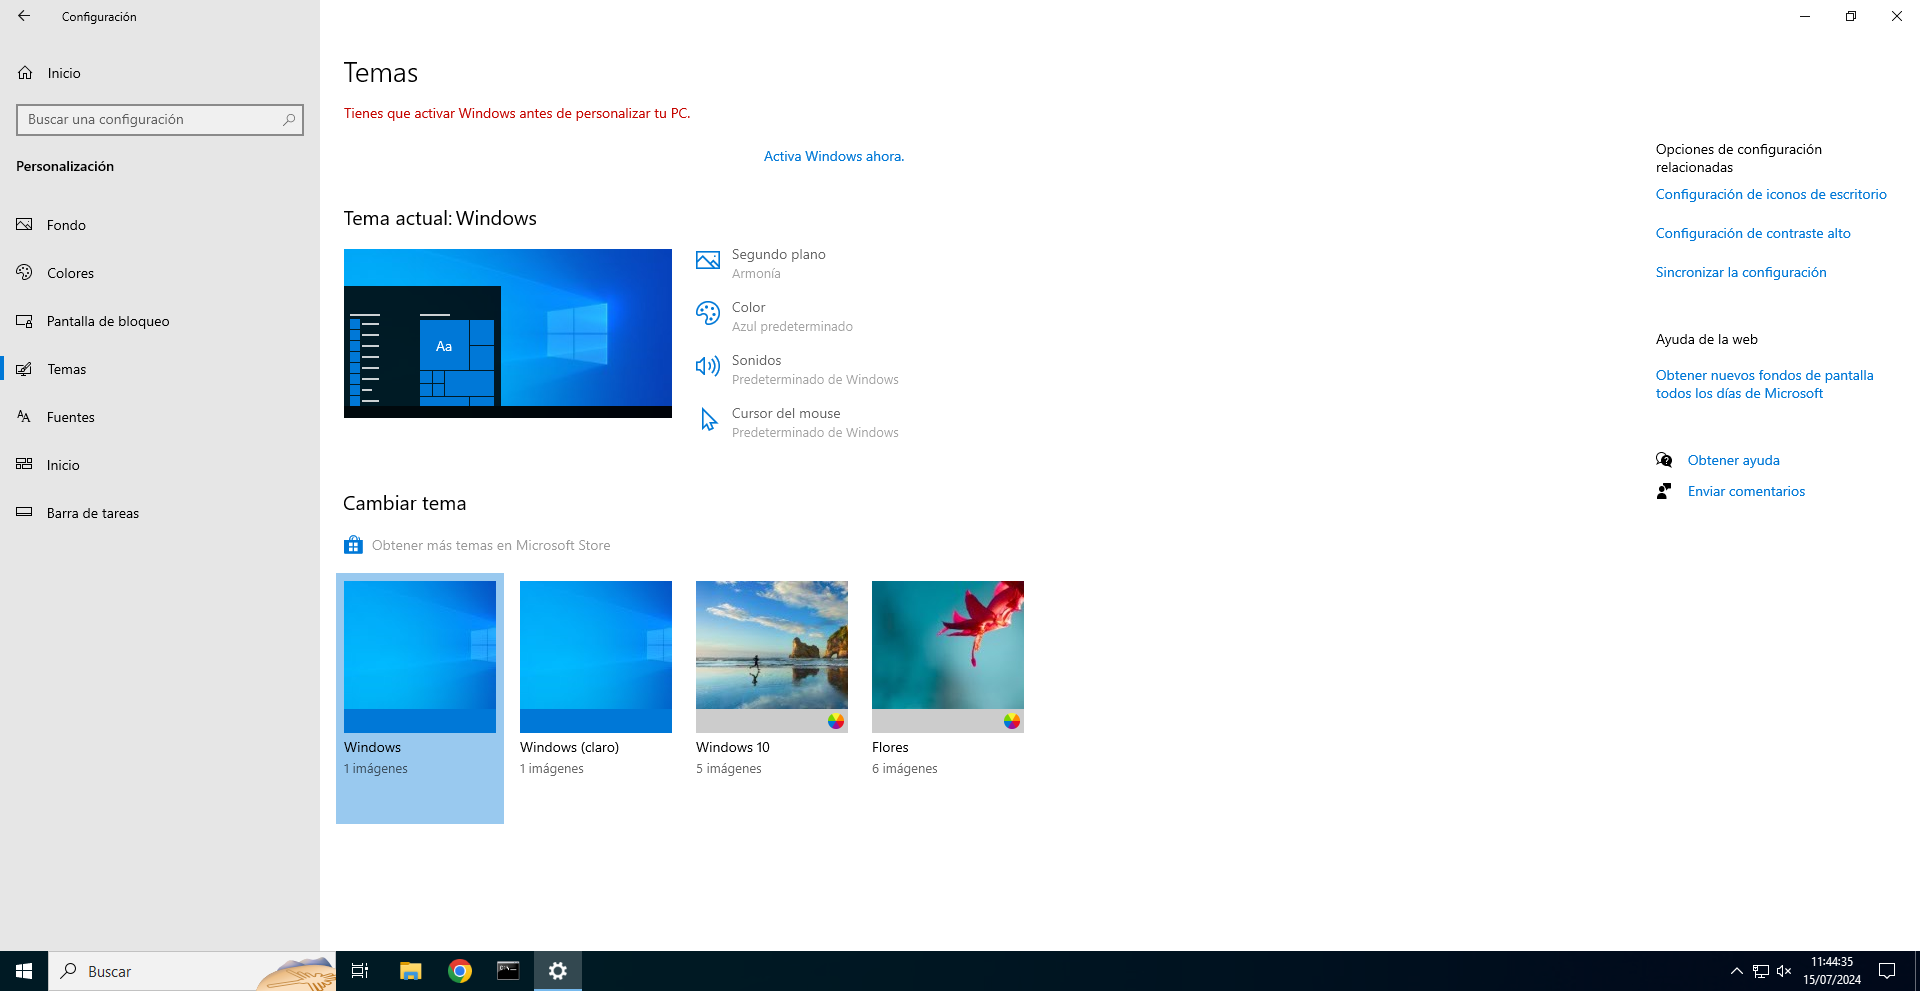 Configuración
Inicio
Buscar una configuración
Personalización
Fondo
Colores
Pantalla de bloqueo
Temas
Fuentes
Inicio
Barra de tareas
Temas
Tienes que activar Windows antes de personalizar tu PC.
Activa Windows ahora.
Tema actual: Windows
Aa
Segundo plano
Armonía
Color
Azul predeterminado
Sonidos
Predeterminado de Windows
Cursor del mouse
Predeterminado de Windows
Cambiar tema
Obtener más temas en Microsoft Store
Windows
1 imágenes
Windows (claro)
1 imágenes
Windows 10
5 imágenes
Flores
6 imágenes
Opciones de configuración
relacionadas
Configuración de iconos de escritorio
Configuración de contraste alto
Sincronizar la configuración
Ayuda de la web
Obtener nuevos fondos de pantalla
todos los días de Microsoft
Obtener ayuda
Enviar comentarios
Buscar
11:44:35
15/07/2024